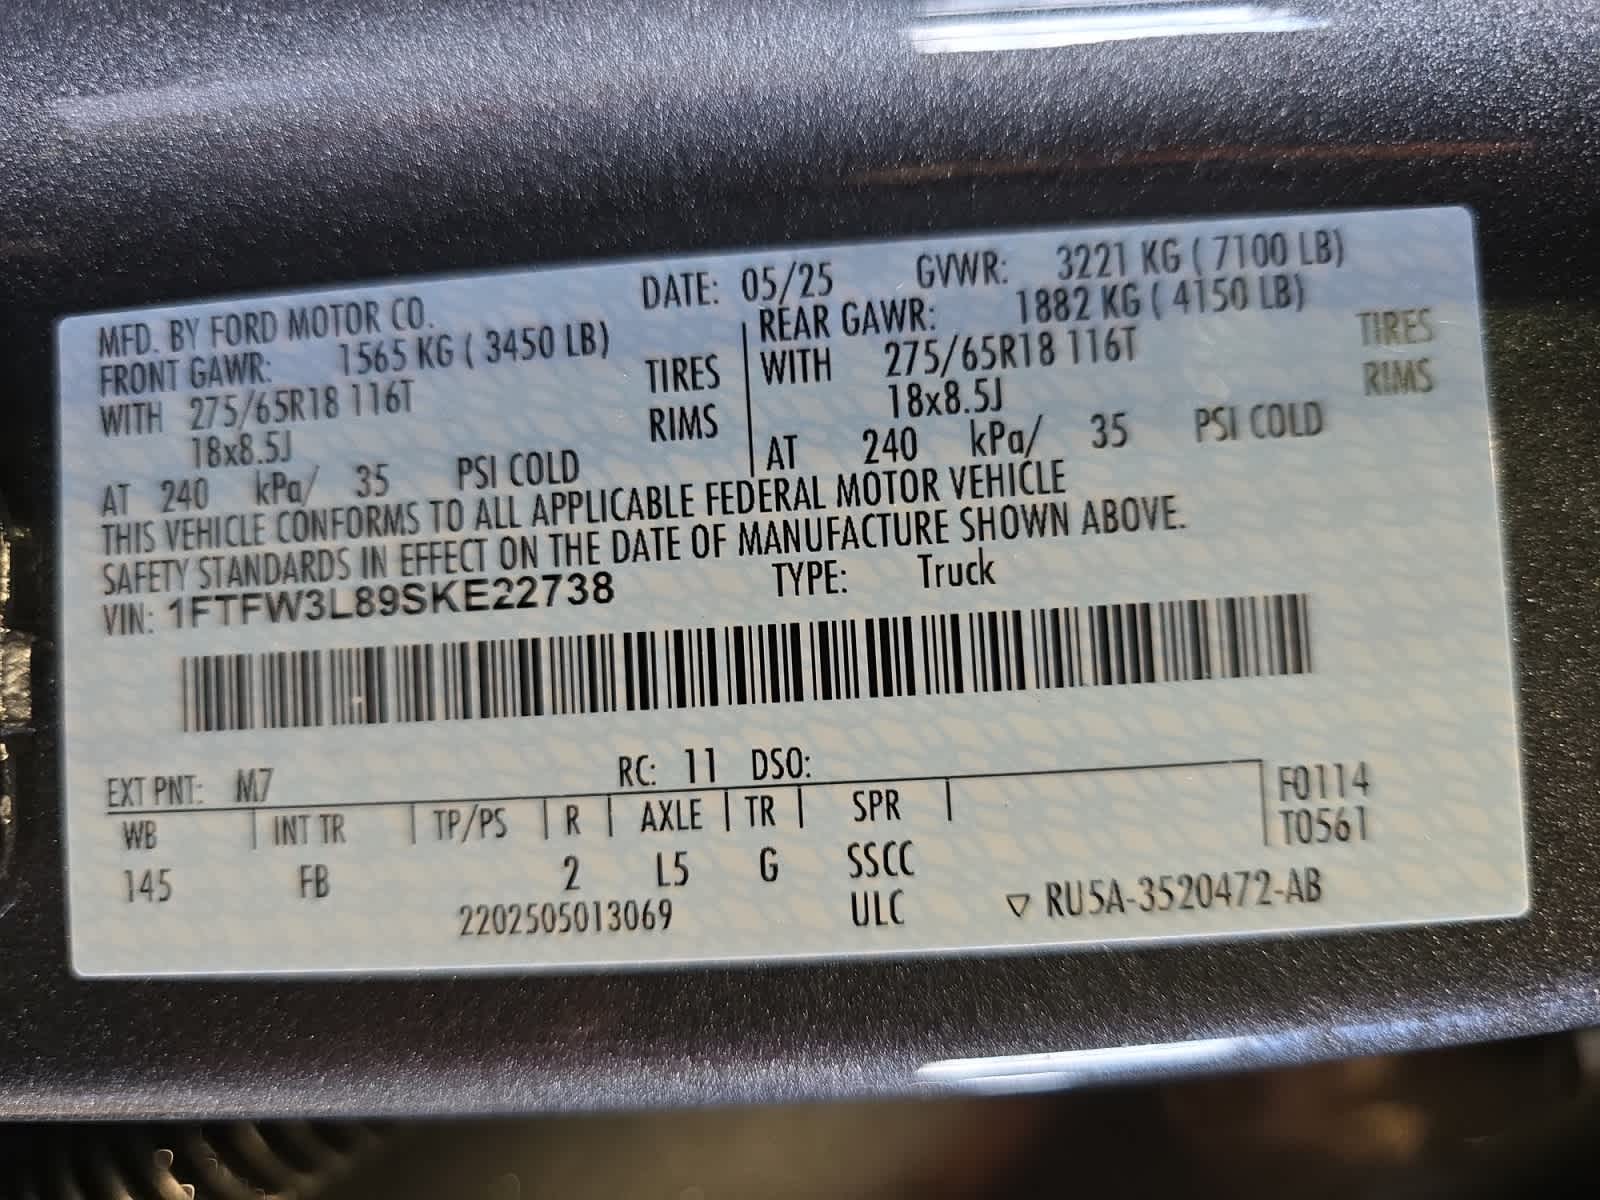 MFD. BY FORD MOTOR CO. DATE: 05/25 GVWR: 3221 KG ( 7100 LB)
FRONT GAWR: 1565 KG ( 3450 LB) REAR GAWR: 1882 KG ( 4150 LB)
WITH 275/65R18 116T TIRES WITH 275/65R18 116T TIRES
18x8.5J RIMS 18x8.5J RIMS
AT 240 kPa/ 35 PSI COLD AT 240 kPa/ 35 PSI COLD
THIS VEHICLE CONFORMS TO ALL APPLICABLE FEDERAL MOTOR VEHICLE
SAFETY STANDARDS IN EFFECT ON THE DATE OF MANUFACTURE SHOWN ABOVE.
VIN: 1FTFW3L89SKE22738 TYPE: Truck
EXT PNT: M7 RC: 11 DSO: F0114
WB INT TR TP/PS R AXLE TR SPR T0561
145 FB 2 L5 G SSCC
2202505013069 ULC ▽ RU5A-3520472-AB